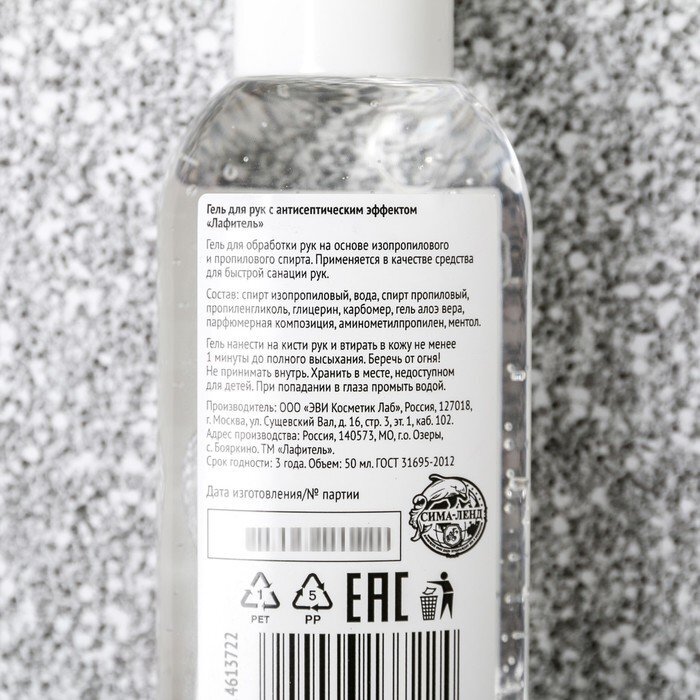 Гель для рук с антисептическим эффектом
«Лафитель»
Гель для обработки рук на основе изопропилового
и пропилового спирта. Применяется в качестве средства
для быстрой санации рук.
Состав: спирт изопропиловый, вода, спирт пропиловый,
пропиленгликоль, глицерин, карбомер, гель алоэ вера,
парфюмерная композиция, аминометилпропилен, ментол.
Гель нанести на кисти рук и втирать в кожу не менее
1 минуты до полного высыхания. Беречь от огня!
Не принимать внутрь. Хранить в месте, недоступном
для детей. При попадании в глаза промыть водой.
Производитель: ООО «ЭВИ Косметик Лаб», Россия, 127018,
г. Москва, ул. Сущевский Вал, д. 16, стр. 3, эт. 1, каб. 102.
Адрес производства: Россия, 140573, МО, г.о. Озеры,
с. Бояркино. ТМ «Лафитель».
Срок годности: 3 года. Объем: 50 мл. ГОСТ 31695-2012
Дата изготовления/№ партии
СИМА-ЛЕНД
1
PET
5
PP
EAC
4613722